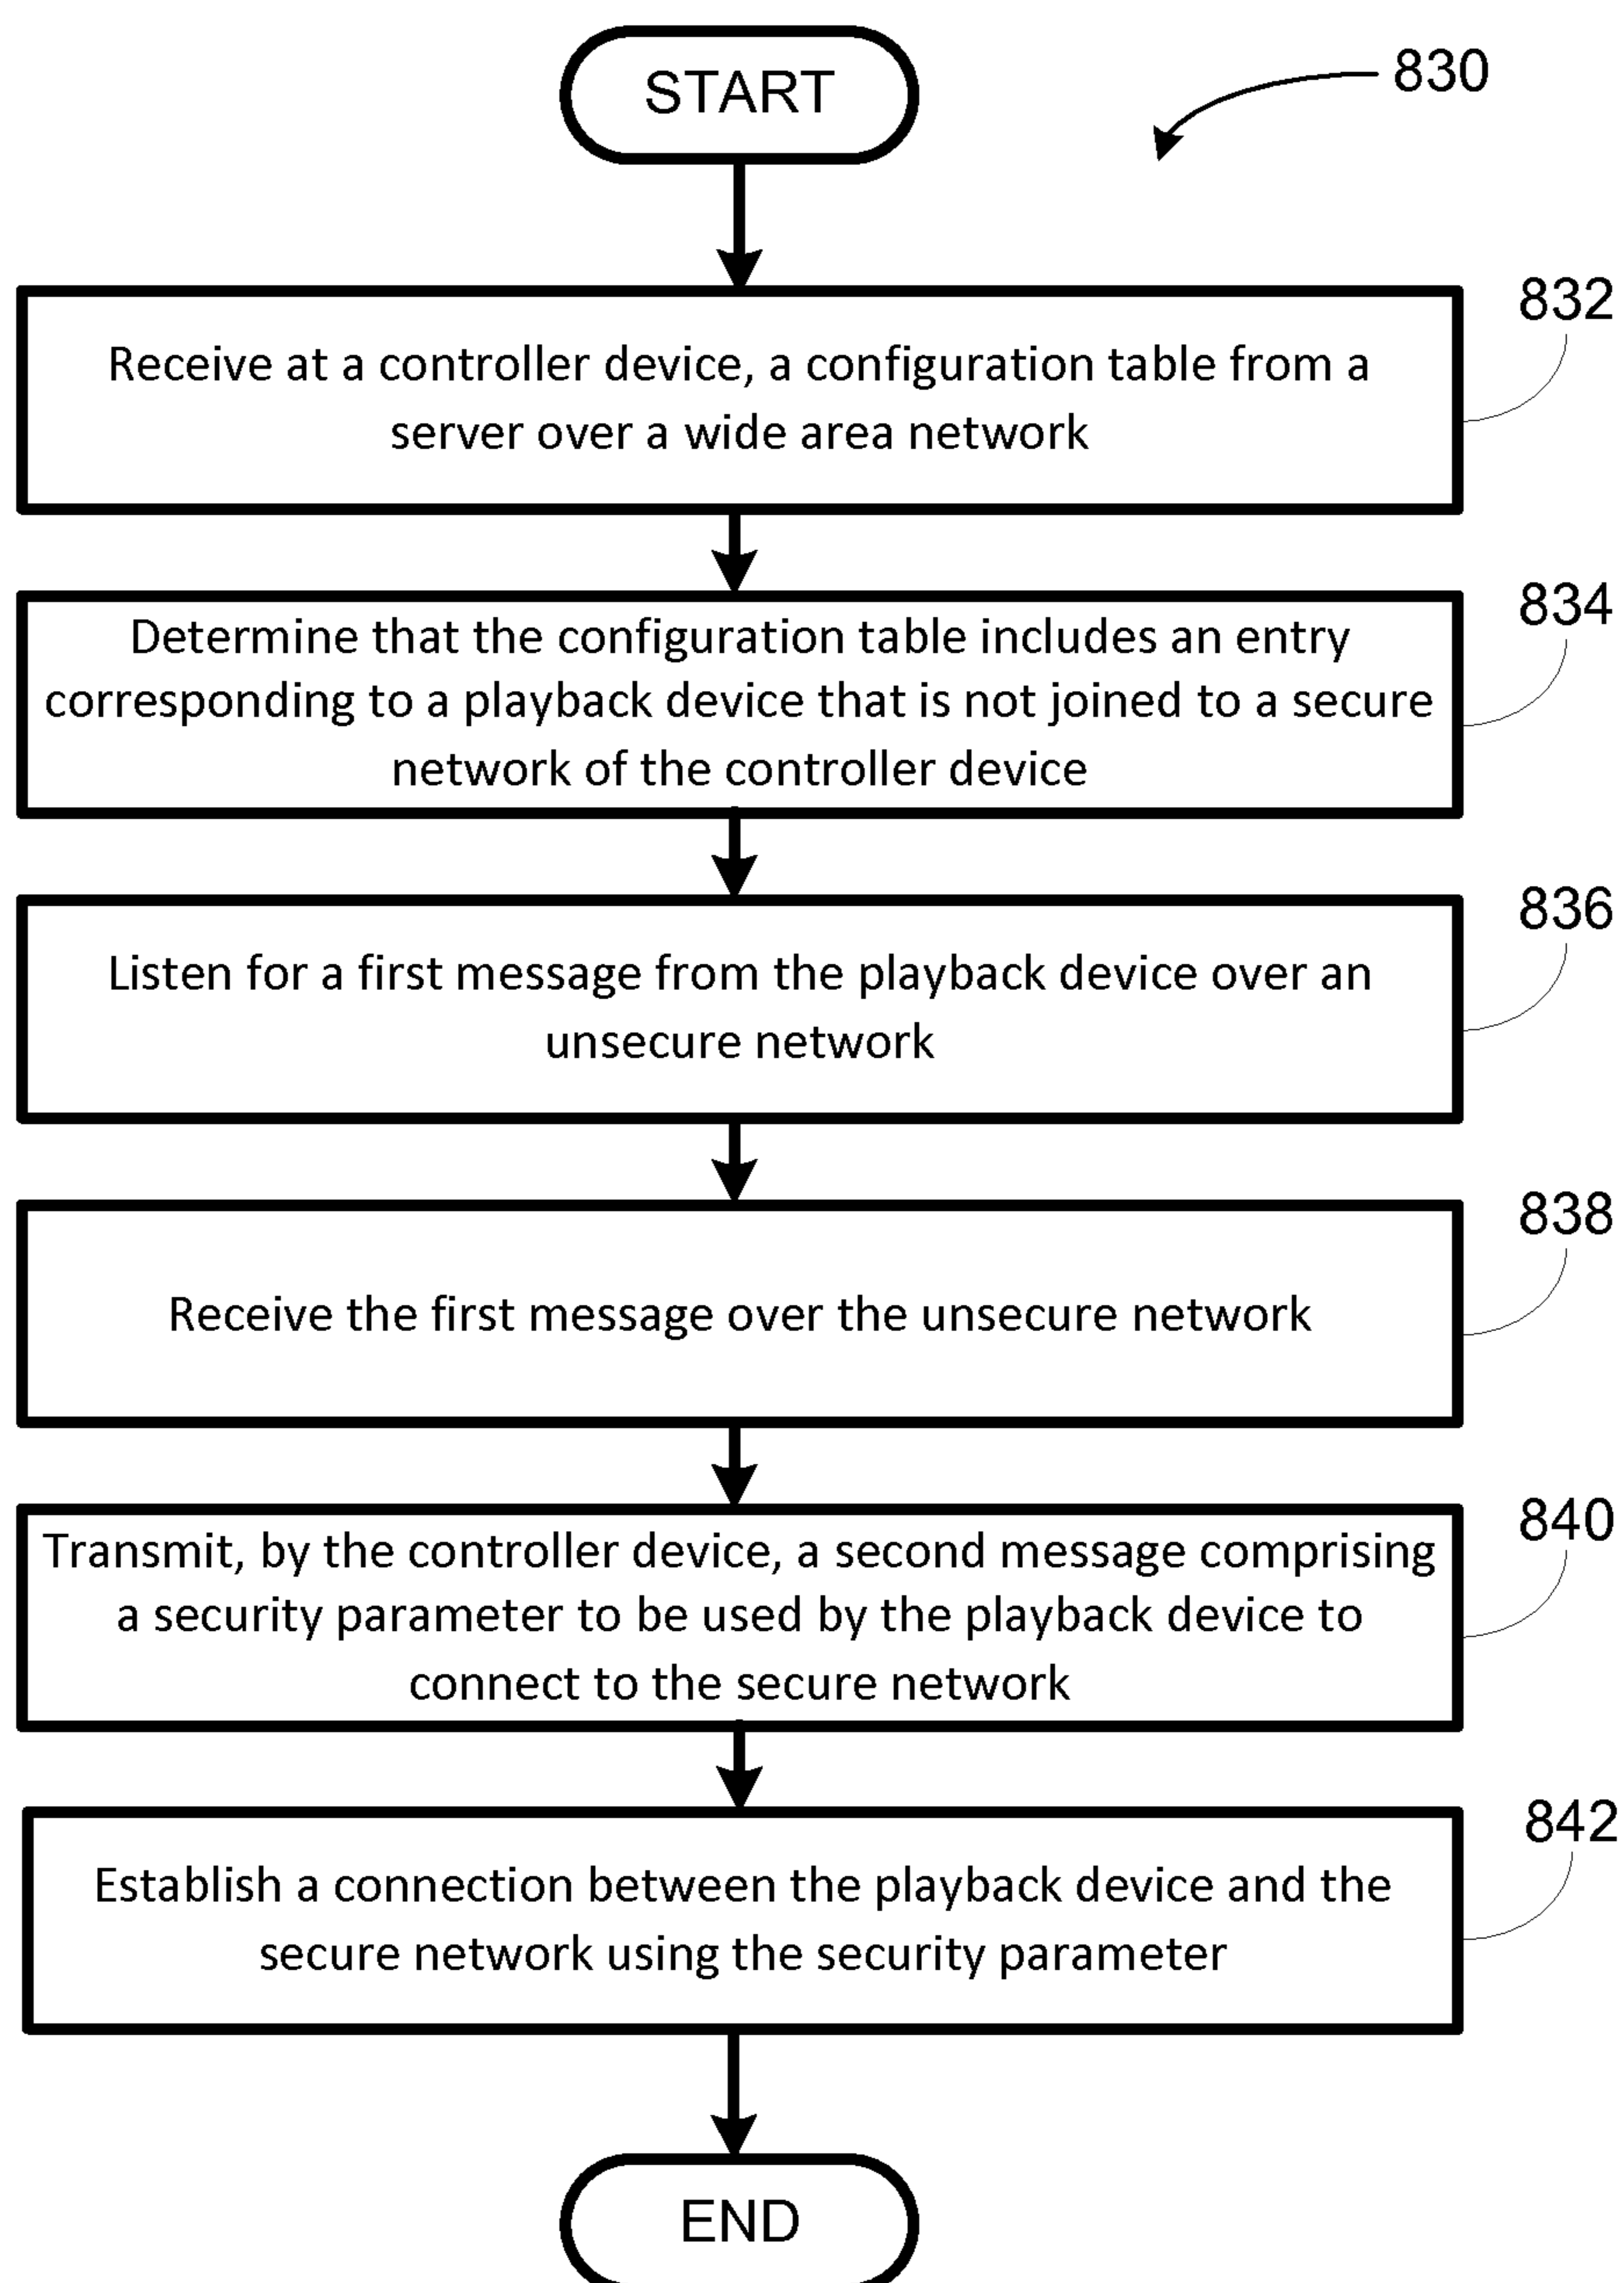 START
830
832
Receive at a controller device, a configuration table from a
server over a wide area network
834
Determine that the configuration table includes an entry
corresponding to a playback device that is not joined to a secure
network of the controller device
836
Listen for a first message from the playback device over an
unsecure network
838
Receive the first message over the unsecure network
840
Transmit, by the controller device, a second message comprising
a security parameter to be used by the playback device to
connect to the secure network
842
Establish a connection between the playback device and the
secure network using the security parameter
END